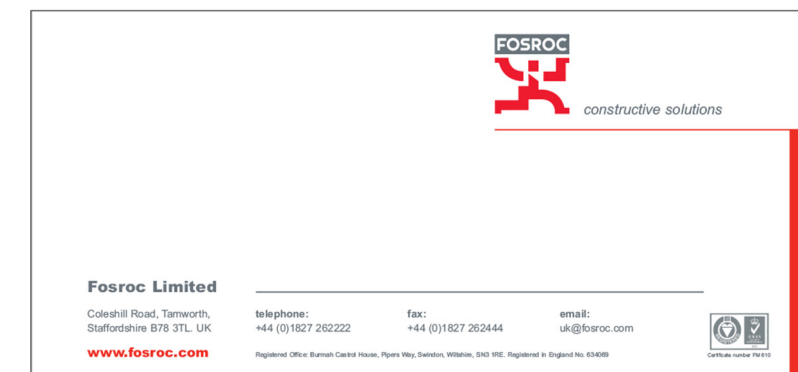 FOSROC
constructive solutions
Fosroc Limited
Coleshill Road, Tamworth,
Staffordshire B78 3TL. UK
www.fosroc.com
telephone:
+44 (0)1827 262222
fax:
+44 (0)1827 262444
email:
uk@fosroc.com
Registered Office: Burmah Castrol House, Pipers Way, Swindon, Wiltshire, SN3 1RE. Registered in England No. 634069
Certificate number FM 610